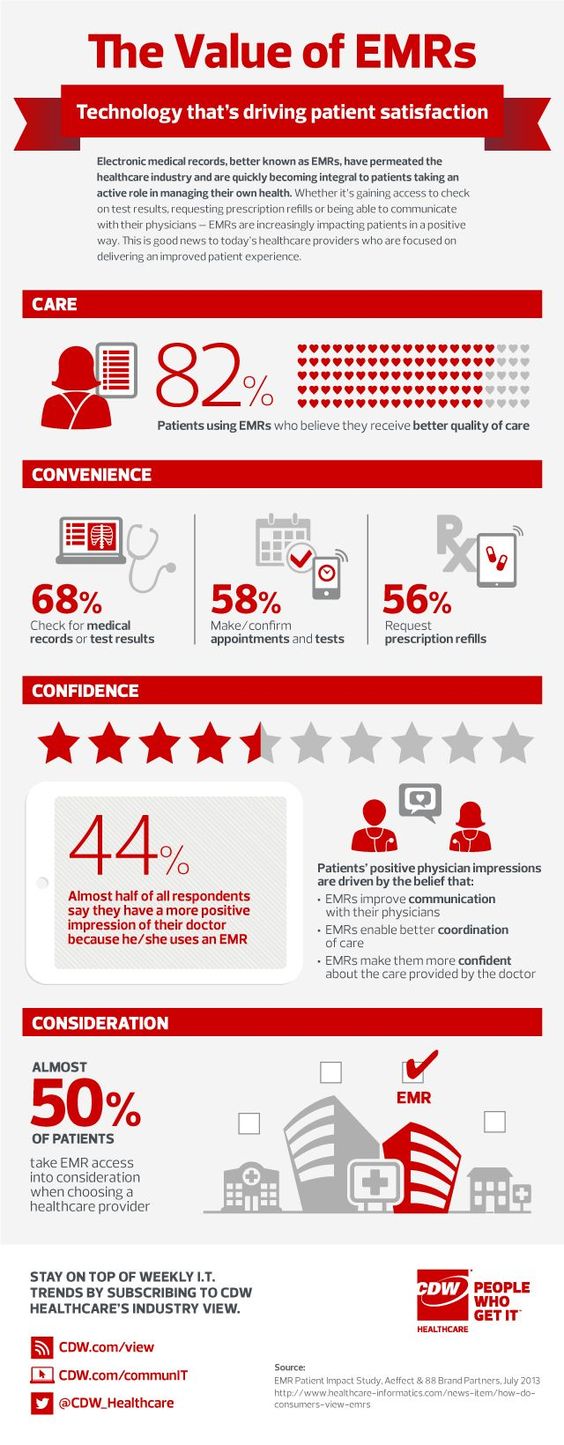 The Value of EMRs
Technology that's driving patient satisfaction
Electronic medical records, better known as EMRs, have permeated the
healthcare industry and are quickly becoming integral to patients taking an
active role in managing their own health. Whether it's gaining access to check
on test results, requesting prescription refills or being able to communicate
with their physicians – EMRs are increasingly impacting patients in a positive
way. This is good news to today's healthcare providers who are focused on
delivering an improved patient experience.
CARE
82%
Patients using EMRs who believe they receive better quality of care
CONVENIENCE
68%
Check for medical
records or test results
58%
Make/confirm
appointments and tests
Rx
56%
Request
prescription refills
CONFIDENCE
44%
Almost half of all respondents
say they have a more positive
impression of their doctor
because he/she uses an EMR
Patients' positive physician impressions
are driven by the belief that:
• EMRs improve communication
with their physicians
• EMRs enable better coordination
of care
• EMRs make them more confident
about the care provided by the doctor
CONSIDERATION
ALMOST
50%
OF PATIENTS
take EMR access
into consideration
when choosing a
healthcare provider
EMR
STAY ON TOP OF WEEKLY I.T.
TRENDS BY SUBSCRIBING TO CDW
HEALTHCARE'S INDUSTRY VIEW.
CDW.com/view
CDW.com/communIT
@CDW_Healthcare
CDW
PEOPLE
WHO
GET IT™
HEALTHCARE
Source:
EMR Patient Impact Study, Aeffect & 88 Brand Partners, July 2013
http://www.healthcare-informatics.com/news-item/how-do-
consumers-view-emrs